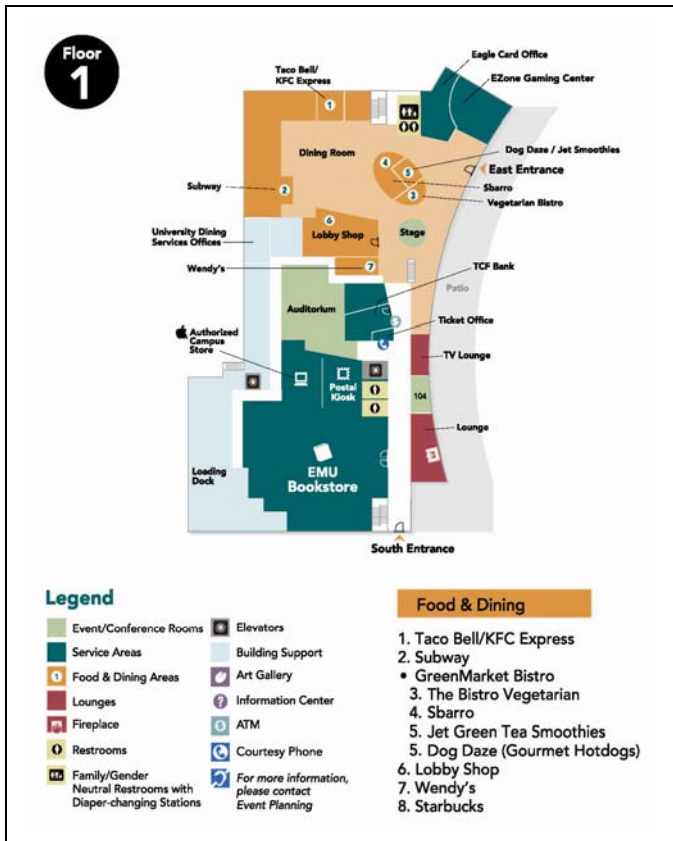 Floor
1
Taco Bell/
KFC Express
1
Eagle Card Office
EZone Gaming Center
Dining Room
Dog Daze / Jet Smoothies
4
5
East Entrance
Subway
2
Sbarro
3
Vegetarian Bistro
6
University Dining
Services Offices
Lobby Shop
Stage
Wendy's
7
TCF Bank
Auditorium
Patio
Ticket Office
Authorized
Campus
Store
TV Lounge
Postal
Kiosk
104
Lounge
Loading
Dock
EMU
Bookstore
South Entrance
Legend
Event/Conference Rooms
Service Areas
1 Food & Dining Areas
Lounges
Fireplace
Restrooms
Family/Gender
Neutral Restrooms with
Diaper-changing Stations
Elevators
Building Support
Art Gallery
? Information Center
$ ATM
Courtesy Phone
For more information,
please contact
Event Planning
Food & Dining
1. Taco Bell/KFC Express
2. Subway
• GreenMarket Bistro
3. The Bistro Vegetarian
4. Sbarro
5. Jet Green Tea Smoothies
5. Dog Daze (Gourmet Hotdogs)
6. Lobby Shop
7. Wendy's
8. Starbucks